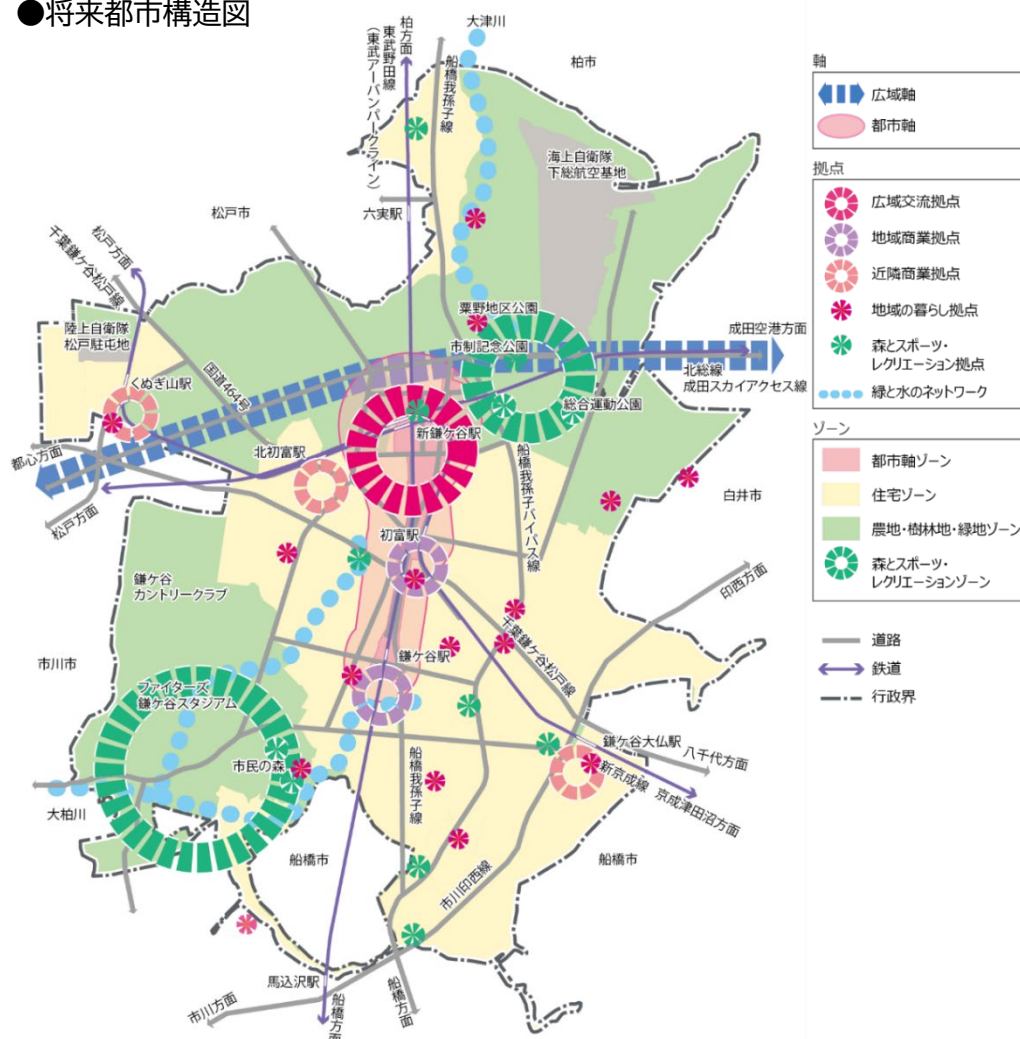 ●将来都市構造図
柏方面
東武野田線
(東武アーバンパークライン)
船橋我孫子線
大津川
柏市
海上自衛隊
下総航空基地
六実駅
松戸市
松戸方面
千葉鎌ケ谷松戸線
陸上自衛隊
松戸駐屯地
国道464号
くぬぎ山駅
粟野地区公園
市制記念公園
成田空港方面
北総線
成田スカイアクセス線
総合運動公園
新鎌ケ谷駅
北初富駅
都心方面
松戸方面
船橋我孫子バイパス線
白井市
初富駅
鎌ケ谷
カントリークラブ
印西方面
千葉鎌ケ谷松戸線
市川市
鎌ケ谷駅
ファイターズ
鎌ケ谷スタジアム
市民の森
鎌ケ谷大仏駅
八千代方面
新京成線
京成津田沼方面
船橋我孫子線
大柏川
船橋市
船橋市
市川印西線
馬込沢駅
市川方面
船橋方面
船橋方面
軸
広域軸
都市軸
拠点
広域交流拠点
地域商業拠点
近隣商業拠点
地域の暮らし拠点
森とスポーツ・
レクリエーション拠点
緑と水のネットワーク
ゾーン
都市軸ゾーン
住宅ゾーン
農地・樹林地・緑地ゾーン
森とスポーツ・
レクリエーションゾーン
道路
鉄道
行政界